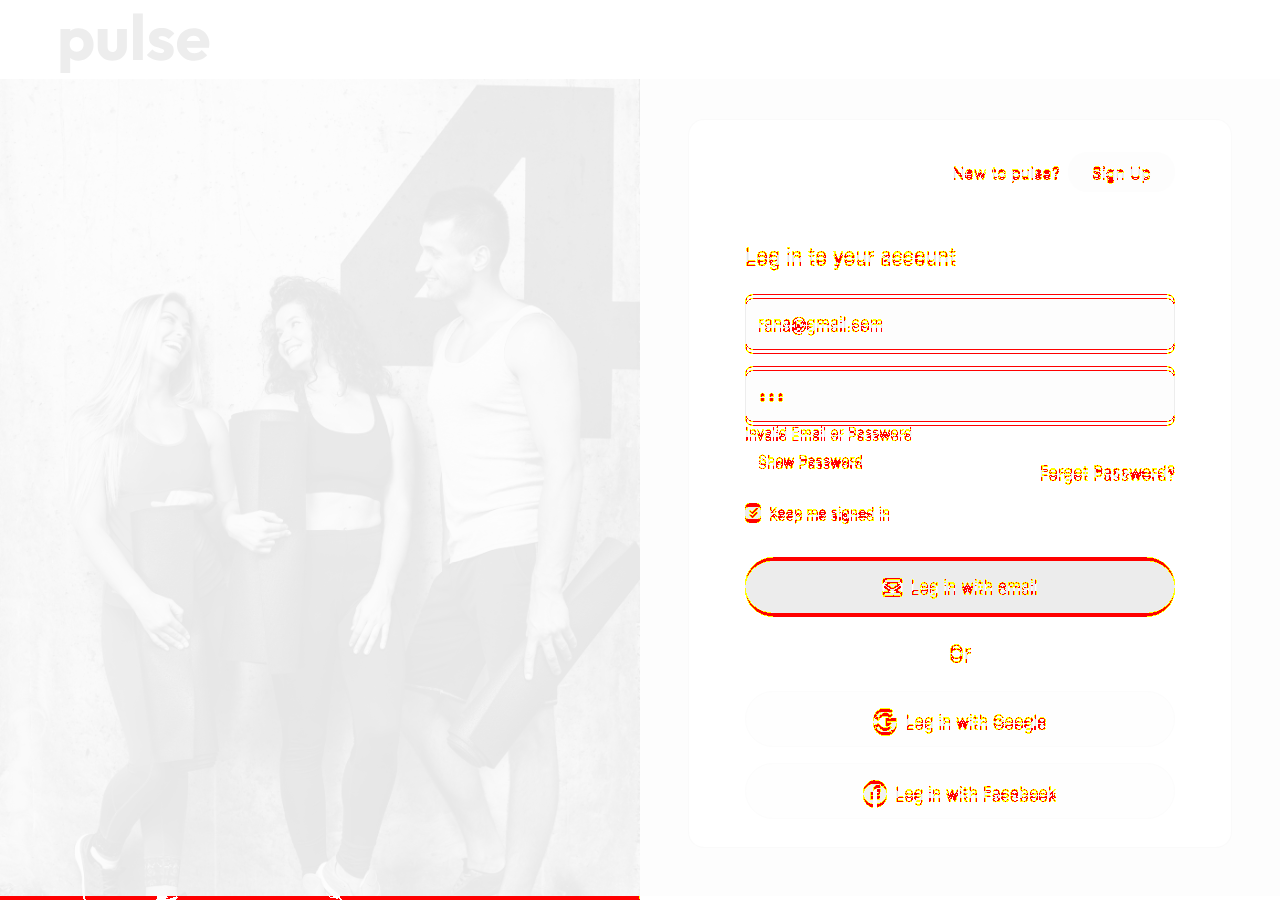 pulse
New to pulse? Sign Up
Log in to your account
rana@gmail.com
Invalid Email or Password
Show Password
Forgot Password?
Keep me signed in
Log in with email
Or
Log in with Google
Log in with Facebook